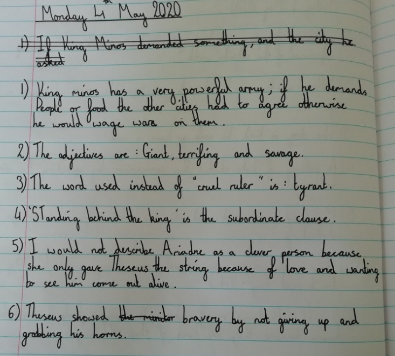 Monday 4th May 2020
1) If King Minos demanded something, and the city he
asked
1) King minos has a very powerful army; if he demands
People or food the other cities had to agree otherwise
he would wage wars on them.
2) The adjectives are : Giant, terrifing and savage.
3) The word used instead of "cruel ruler" is : tyrant.
4) 'STanding behind the king' is the subordinate clause.
5) I would not describe Ariadne as a clever person because
she only gave Theseus the string because of love and wanting
to see him come out alive.
6) Theseus showed the minitor bravery by not giving up and
grabbing his horns.